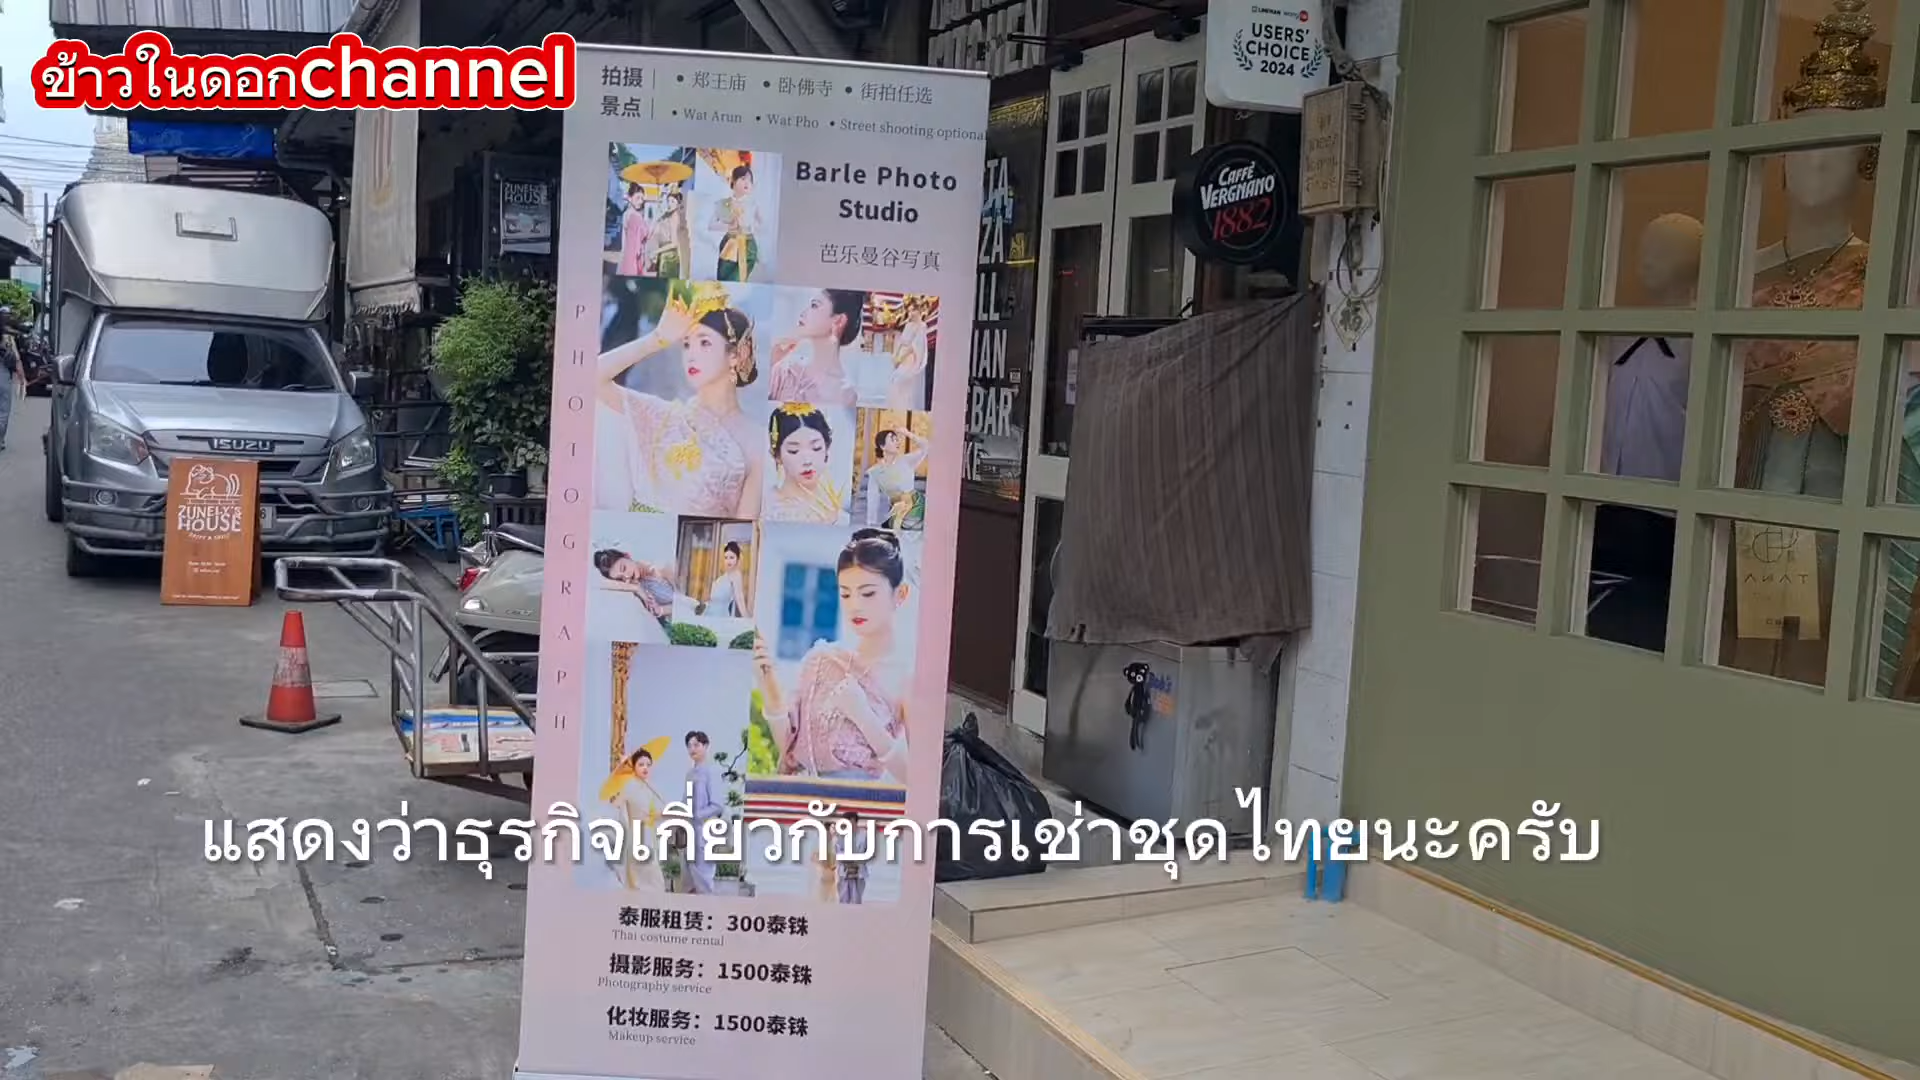 ข้าวในดอกchannel
拍摄 | • 郑王庙 • 卧佛寺 • 街拍任选
景点 | • Wat Arun • Wat Pho • Street shooting optional
Barle Photo
Studio
芭乐曼谷写真
PHOTOGRAPH
แสดงว่าธุรกิจเกี่ยวกับการเช่าชุดไทยนะครับ
泰服租赁：300泰铢
Thai costume rental
摄影服务：1500泰铢
Photography service
化妆服务：1500泰铢
Makeup service
USERS'
CHOICE
2024
CAFFÈ
VERGNANO
1882
ZUNELY'S
HOUSE
ISUZU
ZUNELY'S
HOUSE
TANA